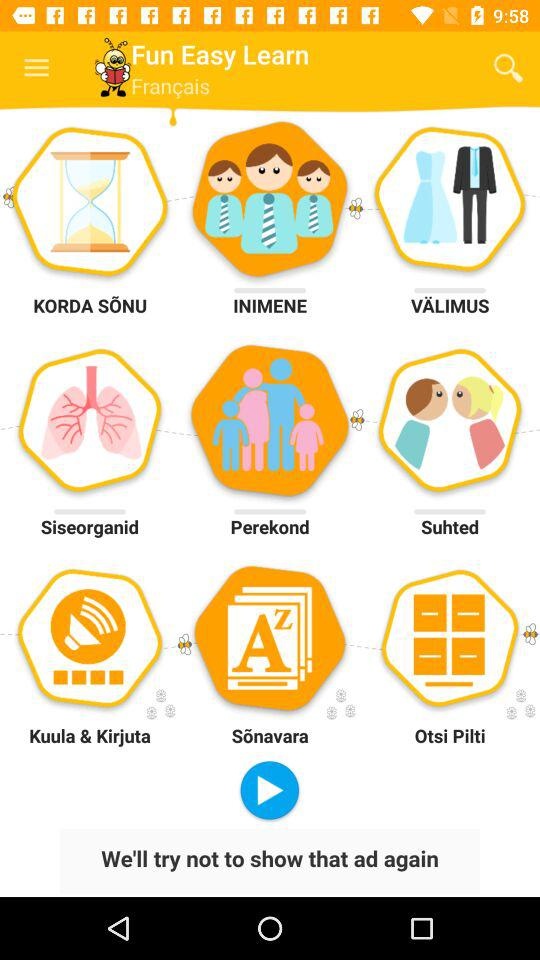 9:58
Fun Easy Learn
Français
KORDA SÕNU
INIMENE
VÄLIMUS
Siseorganid
Perekond
Suhted
A Z
Kuula & Kirjuta
Sõnavara
Otsi Pilti
We'll try not to show that ad again